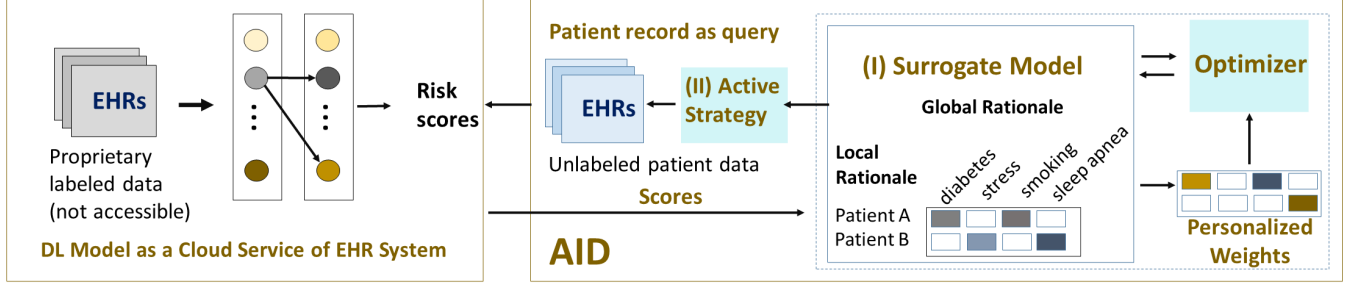 EHRs
Proprietary
labeled data
(not accessible)
Risk
scores
DL Model as a Cloud Service of EHR System
Patient record as query
EHRs
(II) Active
Strategy
Unlabeled patient data
Scores
AID
(I) Surrogate Model
Global Rationale
Local
Rationale
diabetes
stress
smoking
sleep apnea
Patient A
Patient B
Optimizer
Personalized
Weights